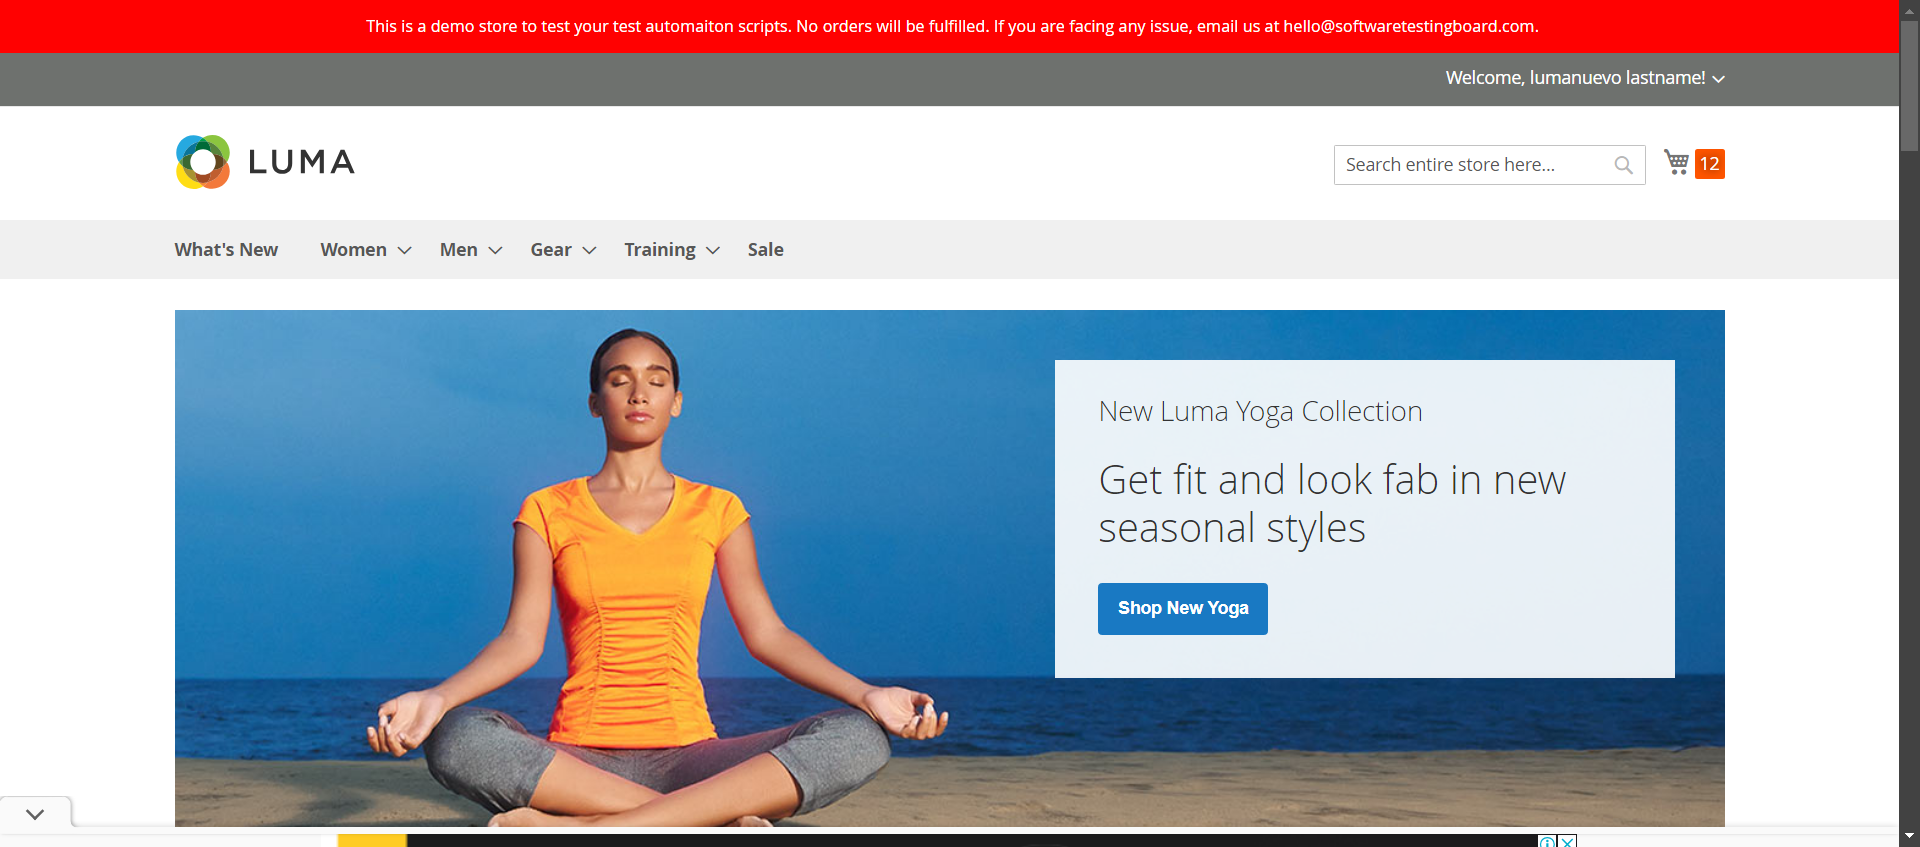 This is a demo store to test your test automaiton scripts. No orders will be fulfilled. If you are facing any issue, email us at hello@softwaretestingboard.com.
Welcome, lumanuevo lastname!
LUMA
Search entire store here...
12
What's New Women Men Gear Training Sale
New Luma Yoga Collection
Get fit and look fab in new
seasonal styles
Shop New Yoga